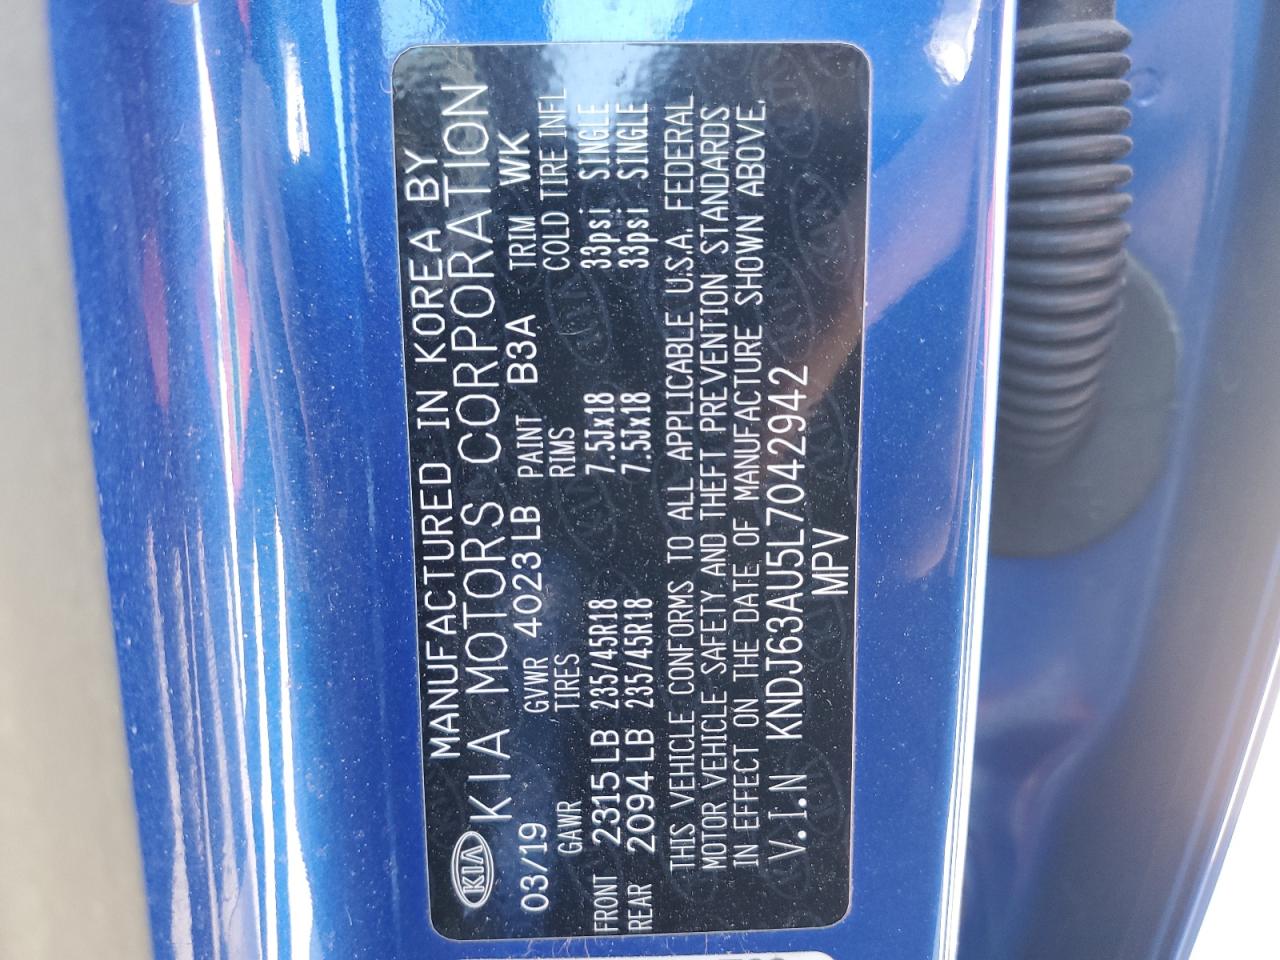 MANUFACTURED IN KOREA BY
KIA KIA MOTORS CORPORATION
03/19 GVWR 4023 LB PAINT B3A TRIM WK
GAWR TIRES RIMS COLD TIRE INFL
FRONT 2315 LB 235/45R18 7.5Jx18 33psi SINGLE
REAR 2094 LB 235/45R18 7.5Jx18 33psi SINGLE
THIS VEHICLE CONFORMS TO ALL APPLICABLE U.S.A. FEDERAL
MOTOR VEHICLE SAFETY AND THEFT PREVENTION STANDARDS
IN EFFECT ON THE DATE OF MANUFACTURE SHOWN ABOVE.
V.I.N KNDJ63AU5L7042942
MPV